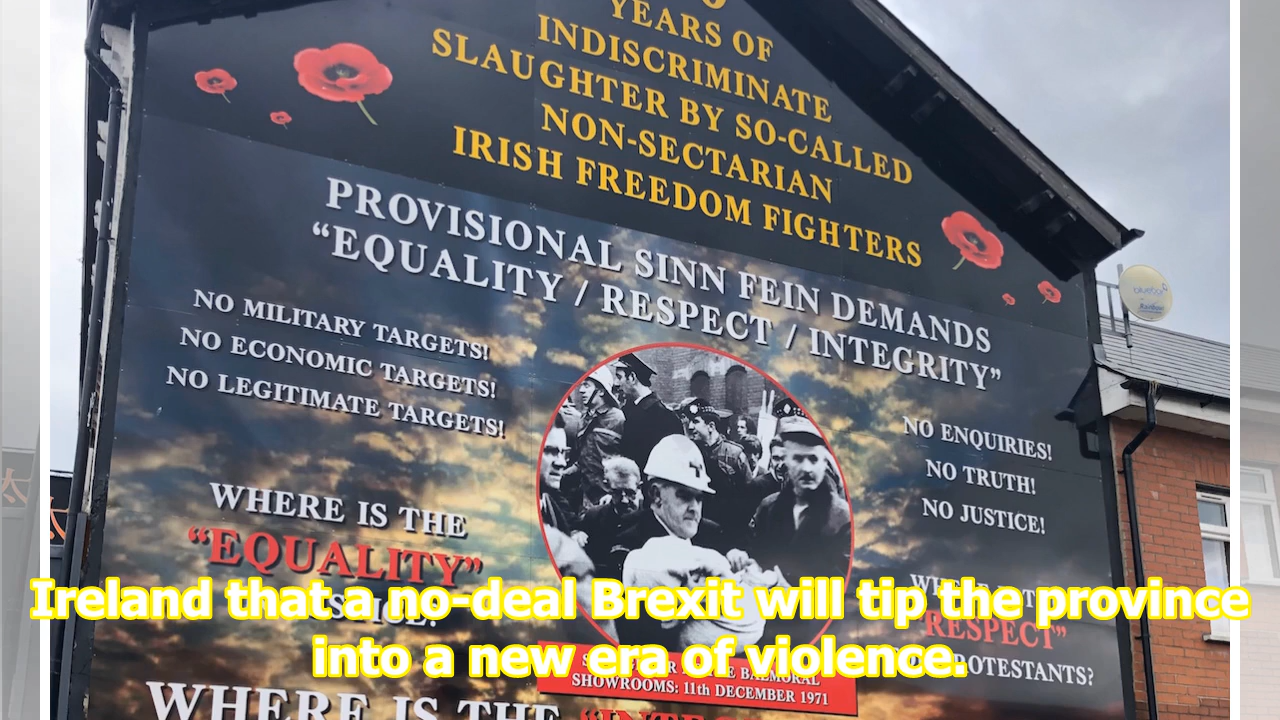 YEARS OF
INDISCRIMINATE
SLAUGHTER BY SO-CALLED
NON-SECTARIAN
IRISH FREEDOM FIGHTERS
PROVISIONAL SINN FEIN DEMANDS
“EQUALITY / RESPECT / INTEGRITY”
NO MILITARY TARGETS!
NO ECONOMIC TARGETS!
NO LEGITIMATE TARGETS!
NO ENQUIRIES!
NO TRUTH!
NO JUSTICE!
WHERE IS THE
“EQUALITY”
"RESPECT"
PROTESTANTS?
BALMORAL
SHOWROOMS: 11th DECEMBER 1971
WHERE IS THE
Ireland that a no-deal Brexit will tip the province
into a new era of violence.